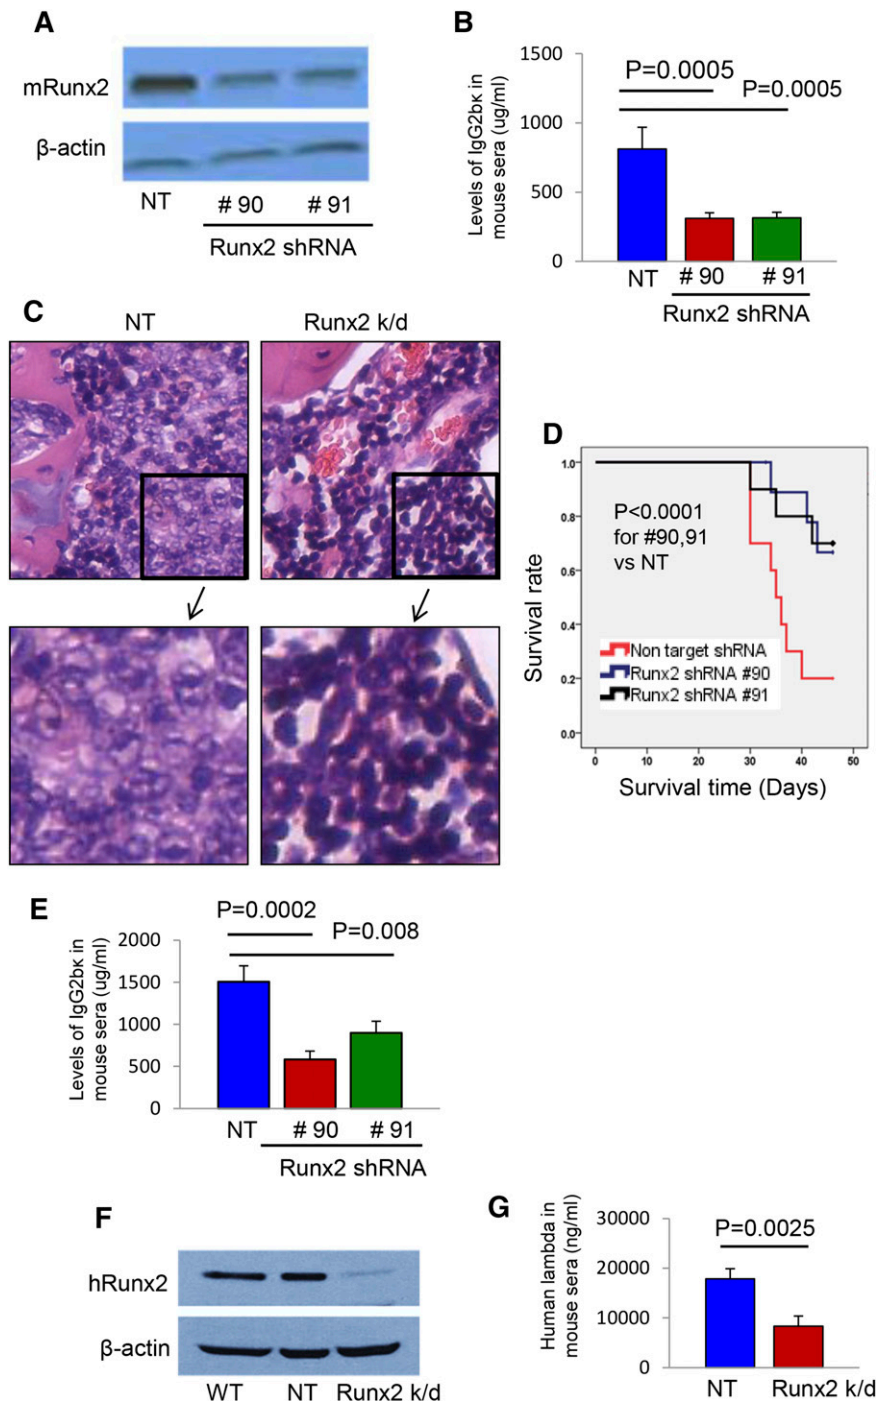 A
mRunx2
β-actin
NT
# 90
# 91
Runx2 shRNA
B
Levels of IgG2bκ in
mouse sera (ug/ml)
1500
1000
500
0
P=0.0005
P=0.0005
NT
# 90
# 91
Runx2 shRNA
C
NT
Runx2 k/d
D
Survival rate
1.0
0.8
0.6
0.4
0.2
0.0
P<0.0001
for #90,91
vs NT
Non target shRNA
Runx2 shRNA #90
Runx2 shRNA #91
0
10
20
30
40
50
Survival time (Days)
E
Levels of IgG2bκ in
mouse sera (ug/ml)
2000
1500
1000
500
0
P=0.0002
P=0.008
NT
# 90
# 91
Runx2 shRNA
F
hRunx2
β-actin
WT
NT
Runx2 k/d
G
Human lambda in
mouse sera (ng/ml)
30000
20000
10000
0
P=0.0025
NT
Runx2 k/d